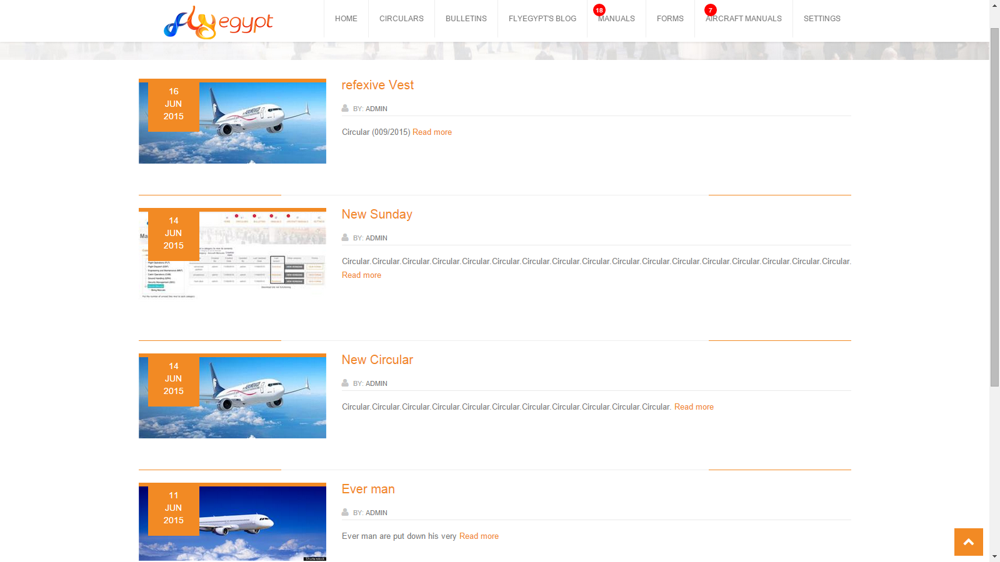 Fly egypt
HOME
CIRCULARS
BULLETINS
FLYEGYPT'S BLOG
18
MANUALS
FORMS
7
AIRCRAFT MANUALS
SETTINGS
16
JUN
2015
AEROMEXICO
refexive Vest
BY: ADMIN
Circular (009/2015) Read more
14
JUN
2015
New Sunday
BY: ADMIN
Circular.Circular.Circular.Circular.Circular.Circular.Circular.Circular.Circular.Circular.Circular.Circular.Circular.Circular.Circular.Circular.Circular.
Read more
14
JUN
2015
AEROMEXICO
New Circular
BY: ADMIN
Circular.Circular.Circular.Circular.Circular.Circular.Circular.Circular.Circular.Circular.Circular. Read more
11
JUN
2015
Ever man
BY: ADMIN
Ever man are put down his very Read more